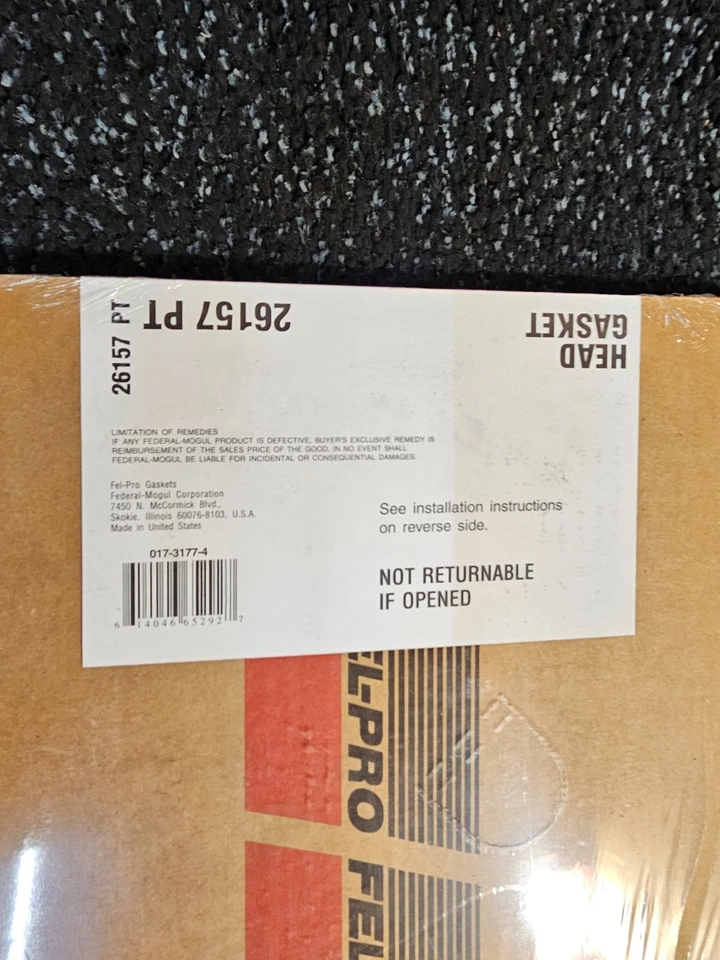 26157 PT
26157 PT
HEAD
GASKET
LIMITATION OF REMEDIES
IF ANY FEDERAL-MOGUL PRODUCT IS DEFECTIVE, BUYER'S EXCLUSIVE REMEDY IS
REIMBURSEMENT OF THE SALES PRICE OF THE GOOD. IN NO EVENT SHALL
FEDERAL-MOGUL BE LIABLE FOR INCIDENTAL OR CONSEQUENTIAL DAMAGES.
Fel-Pro Gaskets
Federal-Mogul Corporation
7450 N. McCormick Blvd.,
Skokie, Illinois 60076-8103, U.S.A.
Made in United States
See installation instructions
on reverse side.
017-3177-4
6 14046 65292 7
NOT RETURNABLE
IF OPENED
EL-PRO
FEL